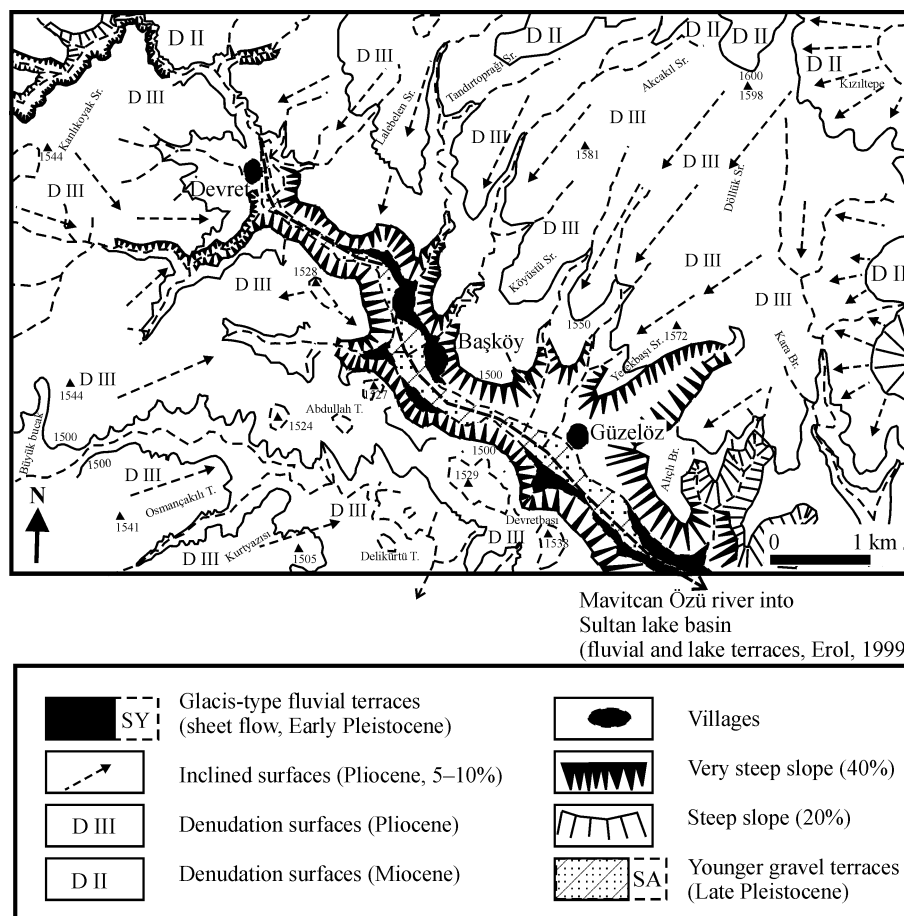 D II
D II
D II
D II
D II
Kızıltepe
1600
1598
Akcakıl Sr.
Tandırtoprağı Sr.
Lalebelen Sr.
Kanlıkoyak Sr.
D III
D III
D III
D III
1581
1544
D III
D III
Döllük Sr.
Devret
D III
Köyüstü Sr.
D III
D III
D III
D II
1528
1550
1572
Yelekbaşı Sr.
Kara Br.
Başköy
1500
D III
1544
1527
Abdullah T.
1524
Büyük bucak
1500
1500
Güzelöz
1500
Alıçlı Br.
D III
Osmançakılı T.
1541
D III
1529
Devretbaşı
1538
D III
Kurtyazısı
1505
Delikürtü T.
D III
N
0 1 km
Mavitcan Özü river into
Sultan lake basin
(fluvial and lake terraces, Erol, 1999
SY
Glacis-type fluvial terraces
(sheet flow, Early Pleistocene)
Inclined surfaces (Pliocene, 5–10%)
D III
Denudation surfaces (Pliocene)
D II
Denudation surfaces (Miocene)
Villages
Very steep slope (40%)
Steep slope (20%)
SA
Younger gravel terraces
(Late Pleistocene)